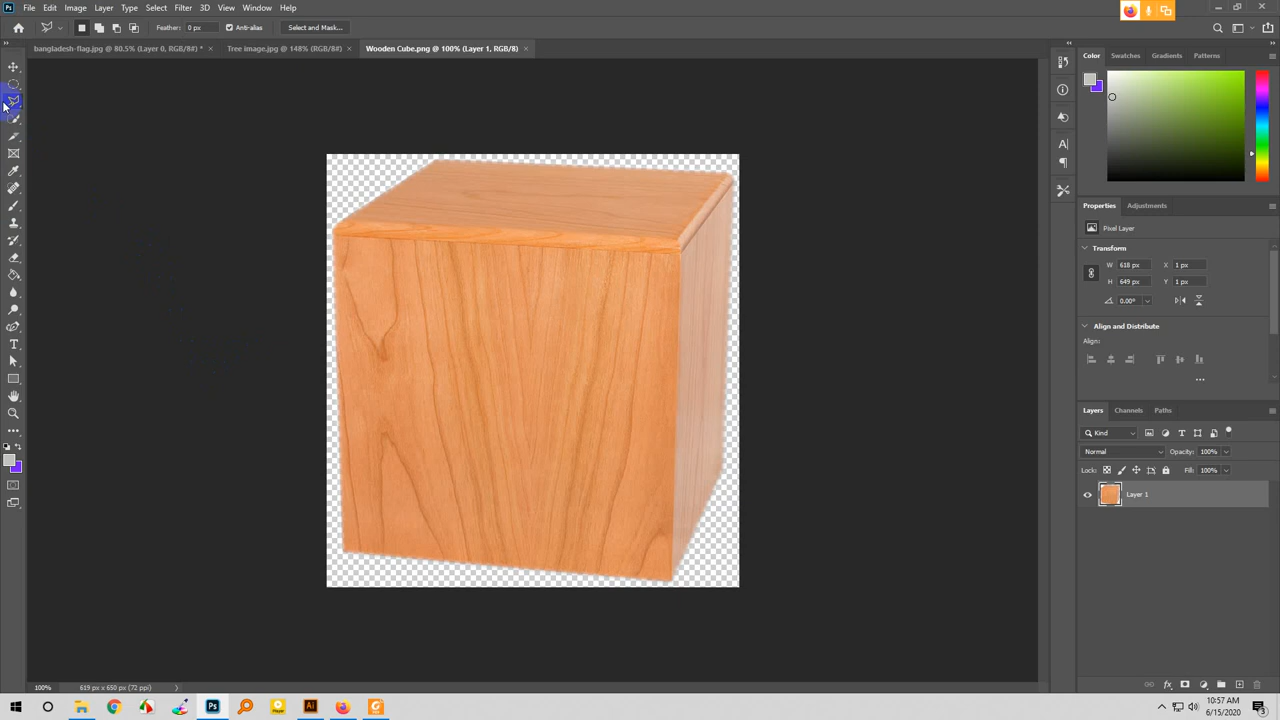 File Edit Image Layer Type Select Filter 3D View Window Help
Feather: 0 px Anti-alias Select and Mask...
bangladesh-flag.jpg @ 80.5% (Layer 0, RGB/8#) * × Tree image.jpg @ 148% (RGB/8#) × Wooden Cube.png @ 100% (Layer 1, RGB/8) ×
Color Swatches Gradients Patterns
Properties Adjustments
Pixel Layer
Transform
W 618 px X 1 px
H 649 px Y 1 px
0.00°
Align and Distribute
Align:
Layers Channels Paths
Kind
Normal Opacity: 100%
Lock: Fill: 100%
Layer 1
100% 619 px x 650 px (72 ppi)
10:57 AM
6/15/2020